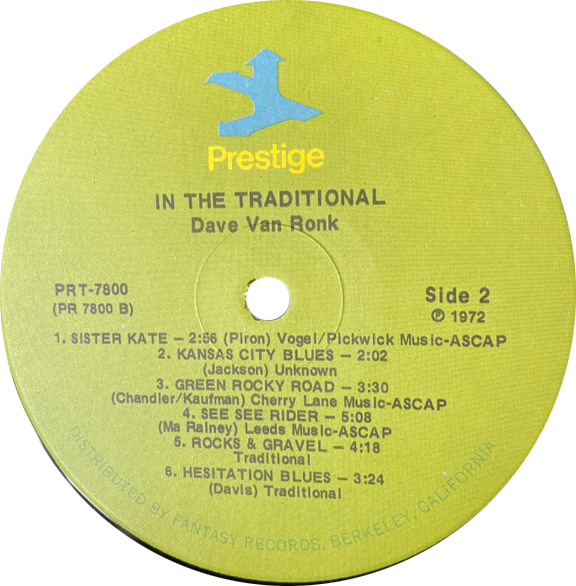 Prestige
IN THE TRADITIONAL
Dave Van Ronk
PRT-7800
(PR 7800 B)
Side 2
℗ 1972
1. SISTER KATE – 2:56 (Piron) Vogel/Pickwick Music-ASCAP
2. KANSAS CITY BLUES – 2:02
(Jackson) Unknown
3. GREEN ROCKY ROAD – 3:30
(Chandler/Kaufman) Cherry Lane Music-ASCAP
4. SEE SEE RIDER – 5:08
(Ma Rainey) Leeds Music-ASCAP
5. ROCKS & GRAVEL – 4:18
Traditional
6. HESITATION BLUES – 3:24
(Davis) Traditional
DISTRIBUTED BY FANTASY RECORDS, BERKELEY, CALIFORNIA